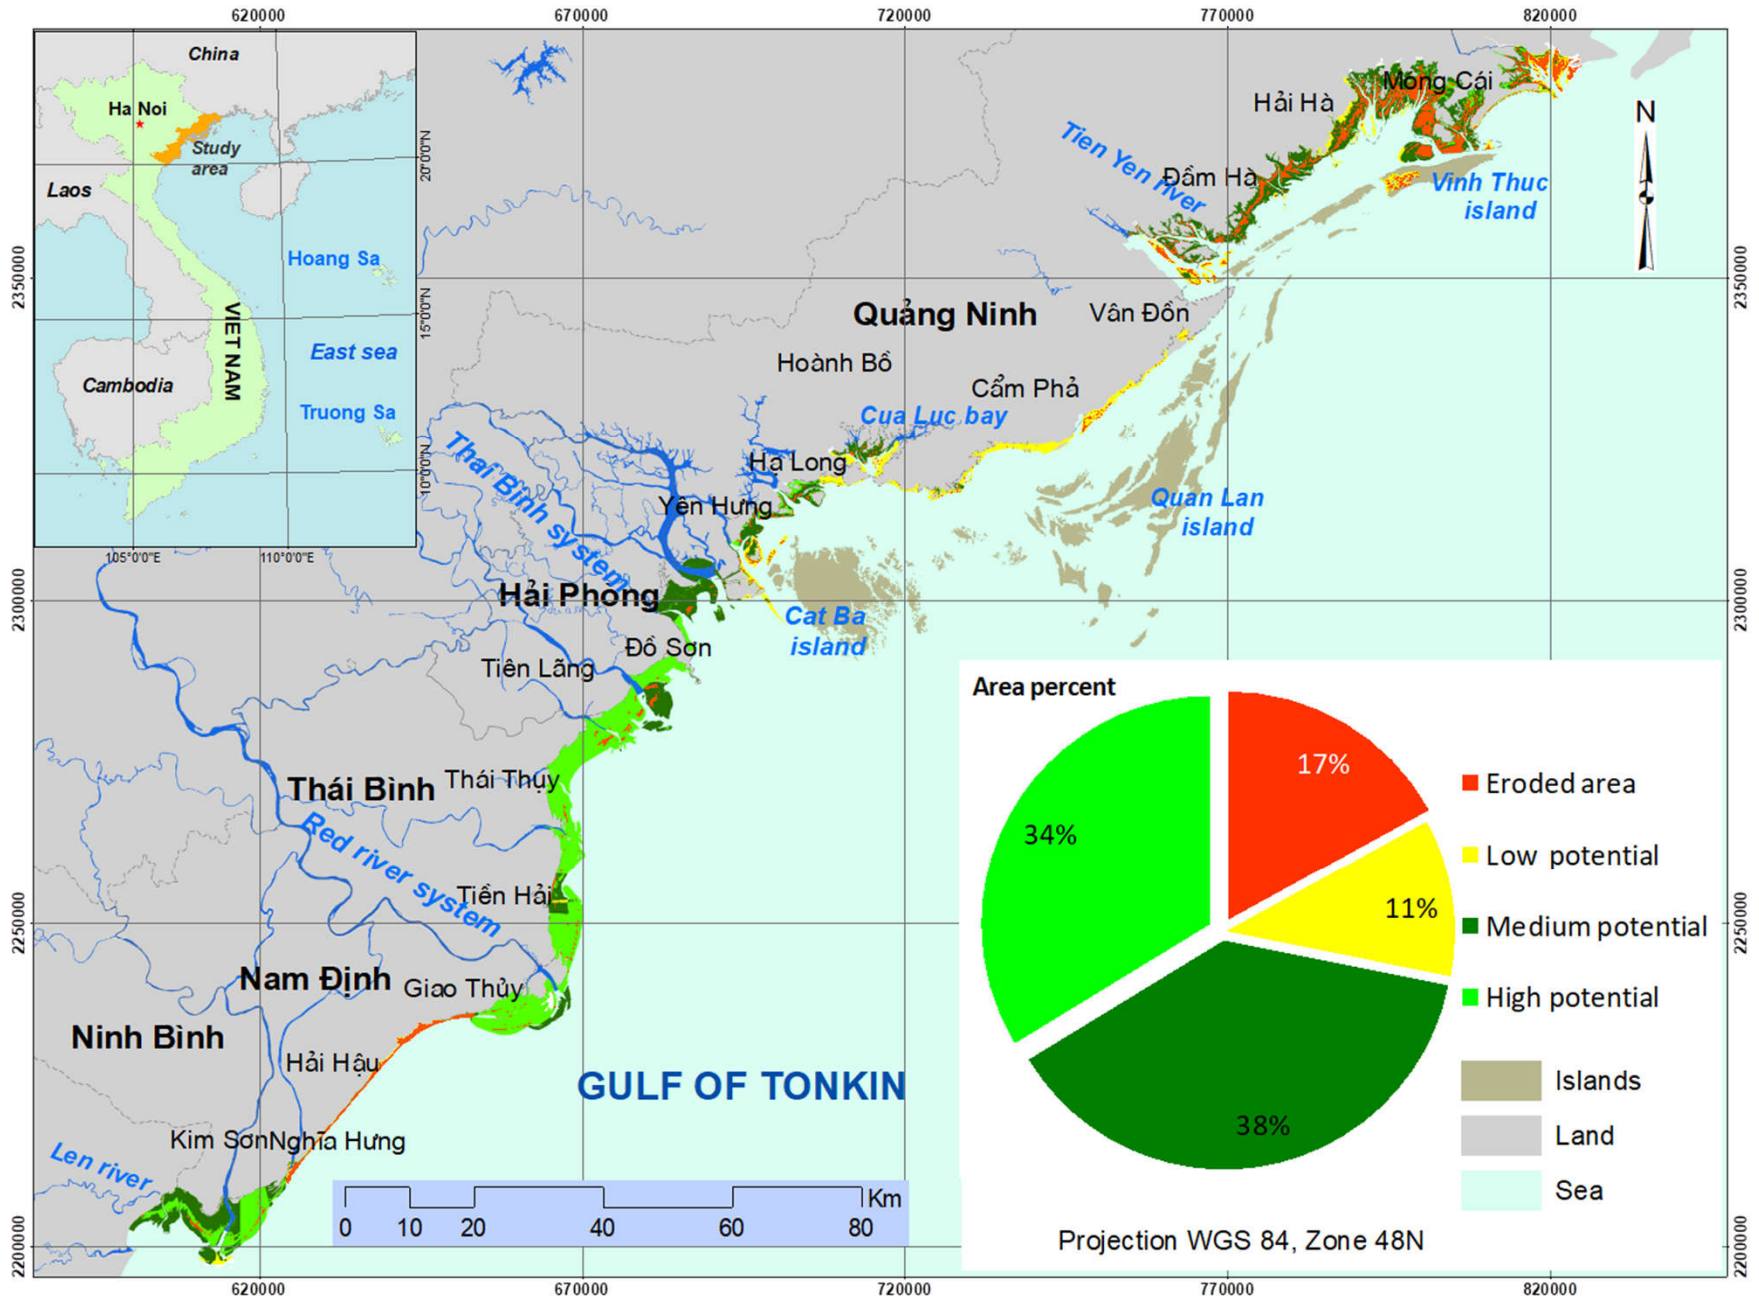 620000
670000
720000
770000
820000
China
Ha Noi
Study
area
Laos
Hoang Sa
VIET NAM
East sea
Cambodia
Truong Sa
20°0'0"N
15°0'0"N
10°0'0"N
105°0'0"E
110°0'0"E
2350000
2300000
2250000
2200000
2350000
2300000
2250000
2200000
N
Móng Cái
Hải Hà
Tien Yen river
Đầm Hà
Vinh Thuc
island
Quảng Ninh
Vân Đồn
Hoành Bồ
Cẩm Phả
Cua Luc bay
Thai Binh system
Hạ Long
Yên Hưng
Quan Lan
island
Hải Phòng
Cat Ba
island
Đồ Sơn
Tiên Lãng
Thái Bình
Thái Thụy
Red river system
Tiền Hải
Nam Định
Giao Thủy
Ninh Bình
Hải Hậu
GULF OF TONKIN
Kim Sơn
Nghĩa Hưng
Len river
0
10
20
40
60
80
Km
Area percent
17%
34%
11%
38%
Eroded area
Low potential
Medium potential
High potential
Islands
Land
Sea
Projection WGS 84, Zone 48N
620000
670000
720000
770000
820000